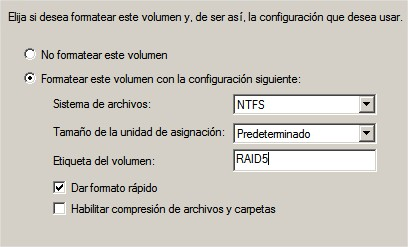 Elija si desea formatear este volumen y, de ser así, la configuración que desea usar.
No formatear este volumen
Formatear este volumen con la configuración siguiente:
Sistema de archivos: NTFS
Tamaño de la unidad de asignación: Predeterminado
Etiqueta del volumen: RAID5
Dar formato rápido
Habilitar compresión de archivos y carpetas